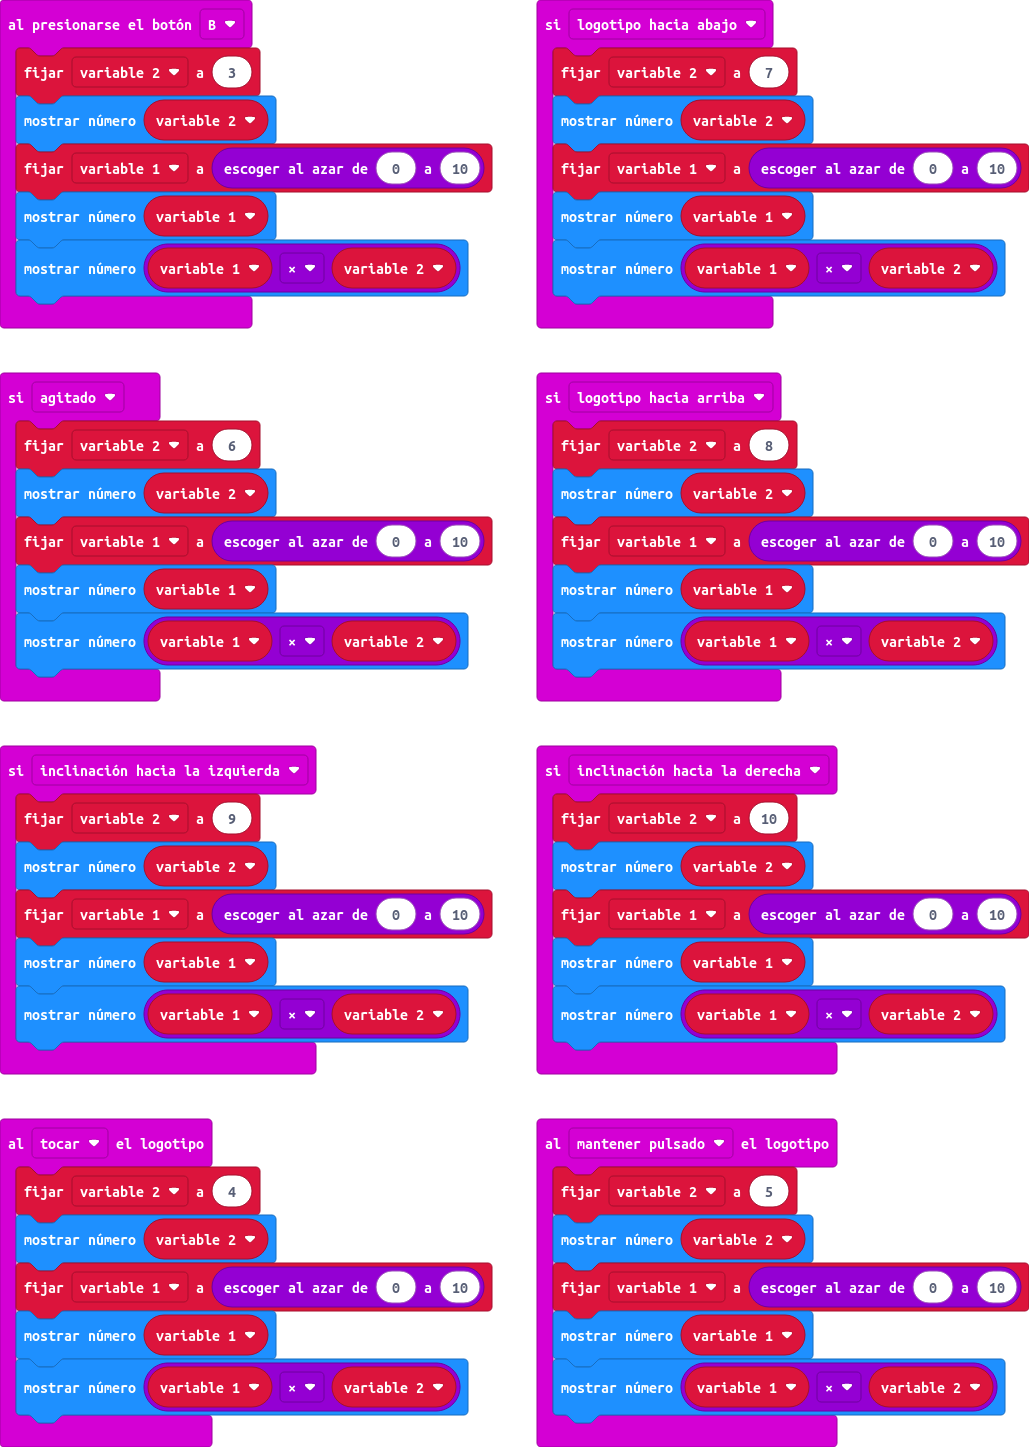 al presionarse el botón B
fijar variable 2 a 3
mostrar número variable 2
fijar variable 1 a escoger al azar de 0 a 10
mostrar número variable 1
mostrar número variable 1 × variable 2
si logotipo hacia abajo
fijar variable 2 a 7
mostrar número variable 2
fijar variable 1 a escoger al azar de 0 a 10
mostrar número variable 1
mostrar número variable 1 × variable 2
si agitado
fijar variable 2 a 6
mostrar número variable 2
fijar variable 1 a escoger al azar de 0 a 10
mostrar número variable 1
mostrar número variable 1 × variable 2
si logotipo hacia arriba
fijar variable 2 a 8
mostrar número variable 2
fijar variable 1 a escoger al azar de 0 a 10
mostrar número variable 1
mostrar número variable 1 × variable 2
si inclinación hacia la izquierda
fijar variable 2 a 9
mostrar número variable 2
fijar variable 1 a escoger al azar de 0 a 10
mostrar número variable 1
mostrar número variable 1 × variable 2
si inclinación hacia la derecha
fijar variable 2 a 10
mostrar número variable 2
fijar variable 1 a escoger al azar de 0 a 10
mostrar número variable 1
mostrar número variable 1 × variable 2
al tocar el logotipo
fijar variable 2 a 4
mostrar número variable 2
fijar variable 1 a escoger al azar de 0 a 10
mostrar número variable 1
mostrar número variable 1 × variable 2
al mantener pulsado el logotipo
fijar variable 2 a 5
mostrar número variable 2
fijar variable 1 a escoger al azar de 0 a 10
mostrar número variable 1
mostrar número variable 1 × variable 2